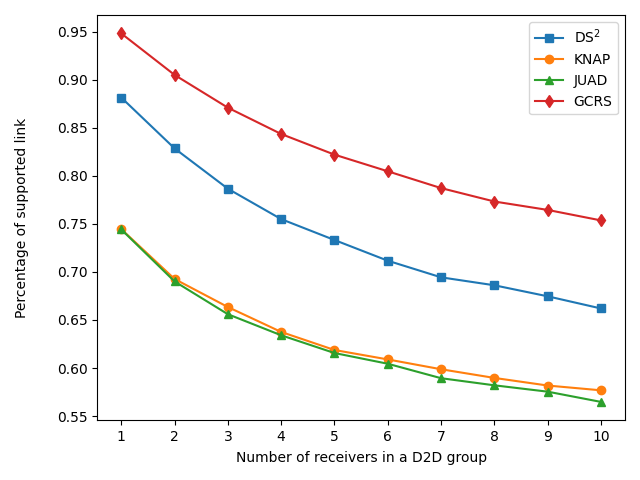 DS²
KNAP
JUAD
GCRS
Percentage of supported link
0.95
0.90
0.85
0.80
0.75
0.70
0.65
0.60
0.55
1 2 3 4 5 6 7 8 9 10
Number of receivers in a D2D group